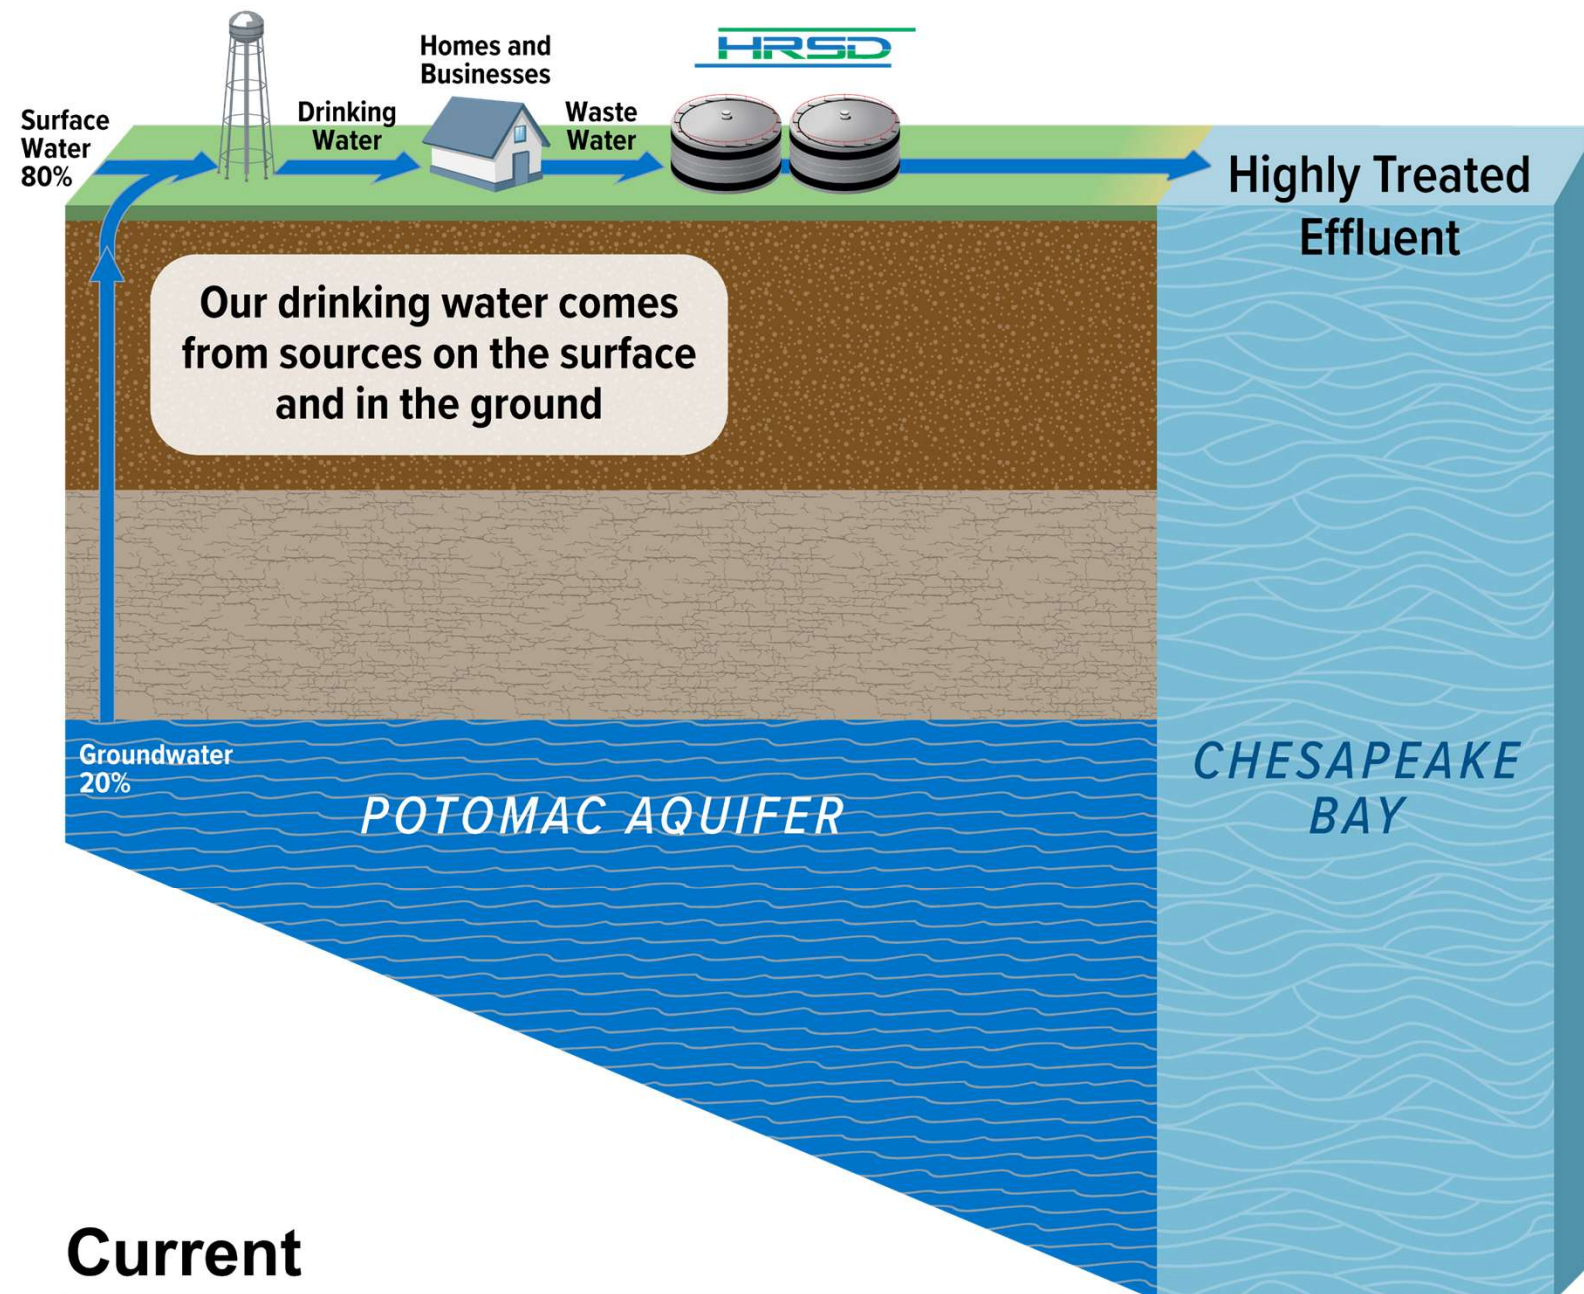 Surface
Water
80%
Drinking
Water
Homes and
Businesses
Waste
Water
HRSD
Highly Treated
Effluent
Our drinking water comes
from sources on the surface
and in the ground
Groundwater
20%
POTOMAC AQUIFER
CHESAPEAKE
BAY
Current